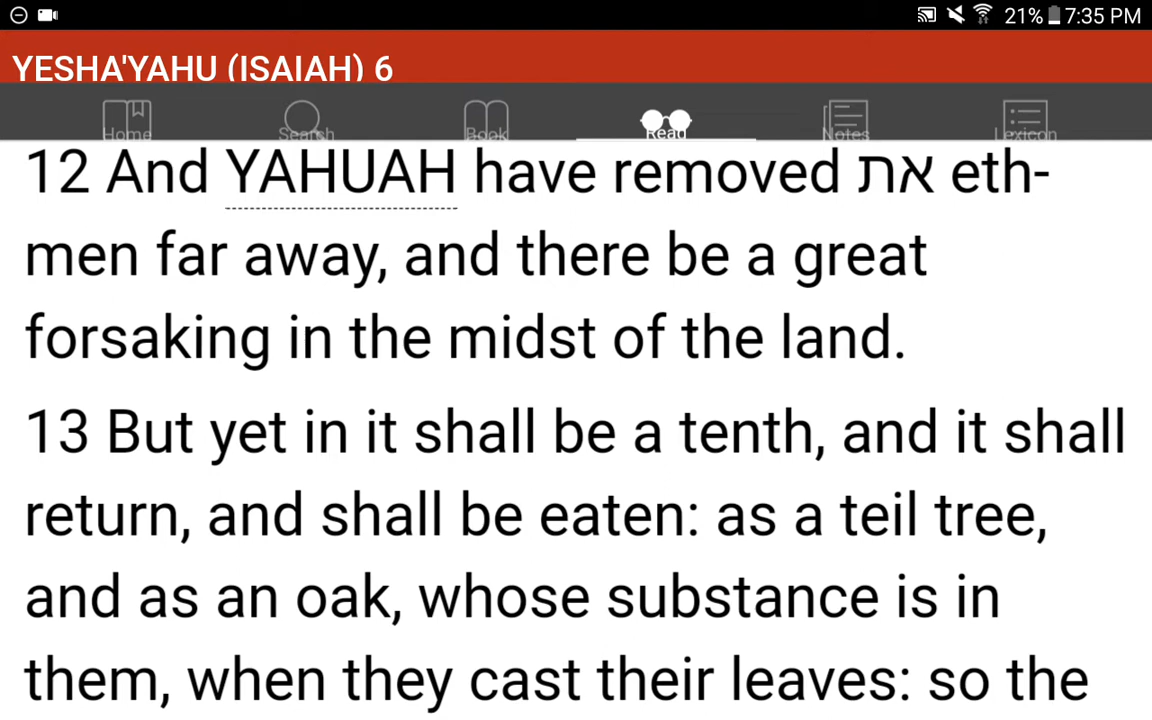 21% 7:35 PM
YESHA'YAHU (ISAIAH) 6
Home Search Book Read Notes Lexicon
12 And YAHUAH have removed את eth-
men far away, and there be a great
forsaking in the midst of the land.
13 But yet in it shall be a tenth, and it shall
return, and shall be eaten: as a teil tree,
and as an oak, whose substance is in
them, when they cast their leaves: so the